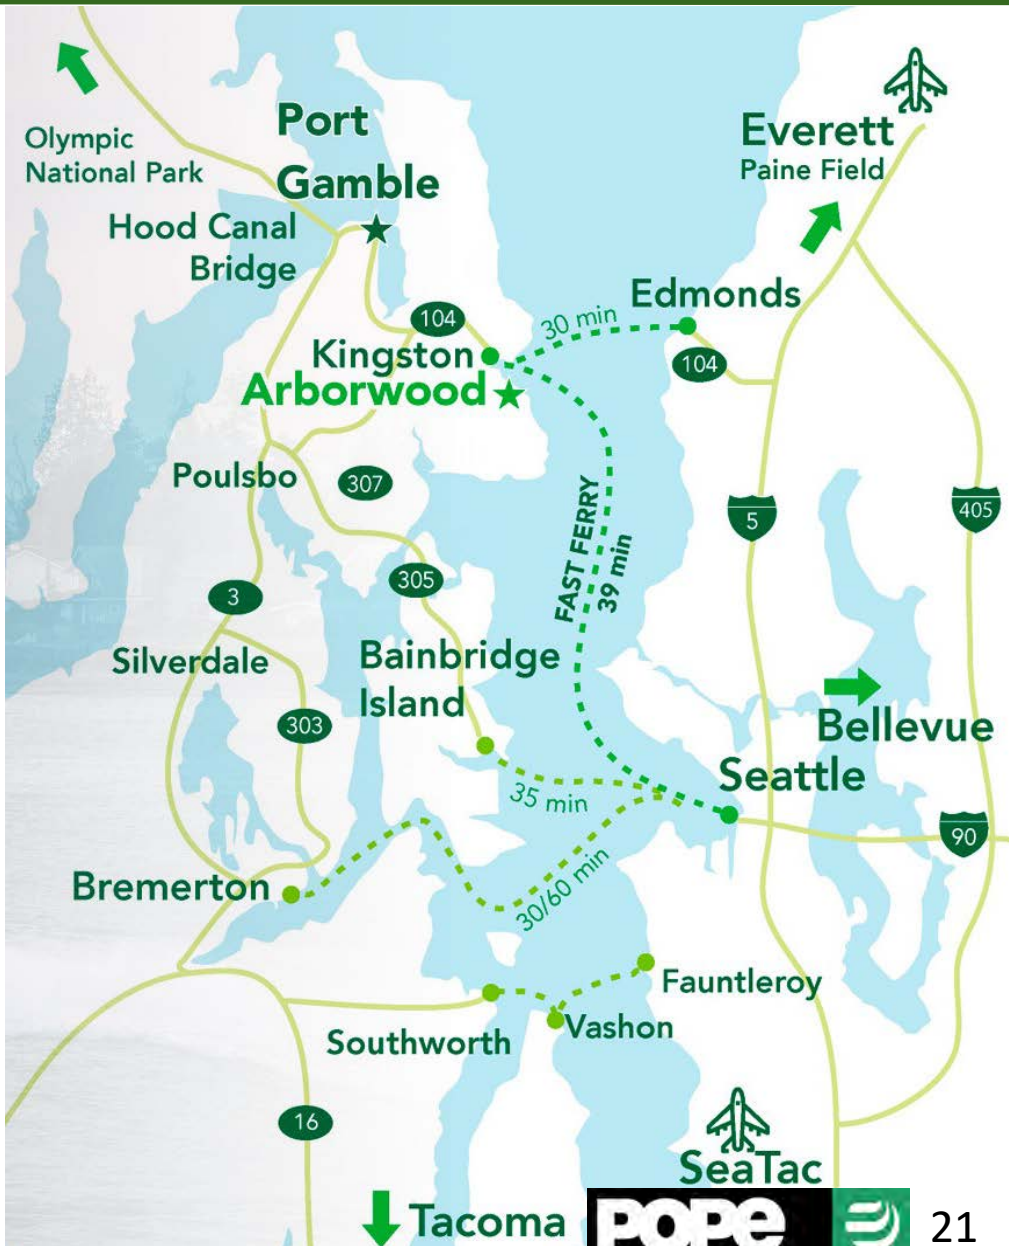 Port
Gamble
Everett
Paine Field
Olympic
National Park
Hood Canal
Bridge
Edmonds
30 min
104
Kingston
104
Arborwood
Poulsbo
307
FAST FERRY
39 min
5
405
305
3
Silverdale
Bainbridge
Island
303
Bellevue
Seattle
35 min
90
30/60 min
Bremerton
Fauntleroy
Vashon
Southworth
16
SeaTac
Tacoma
POPE
21